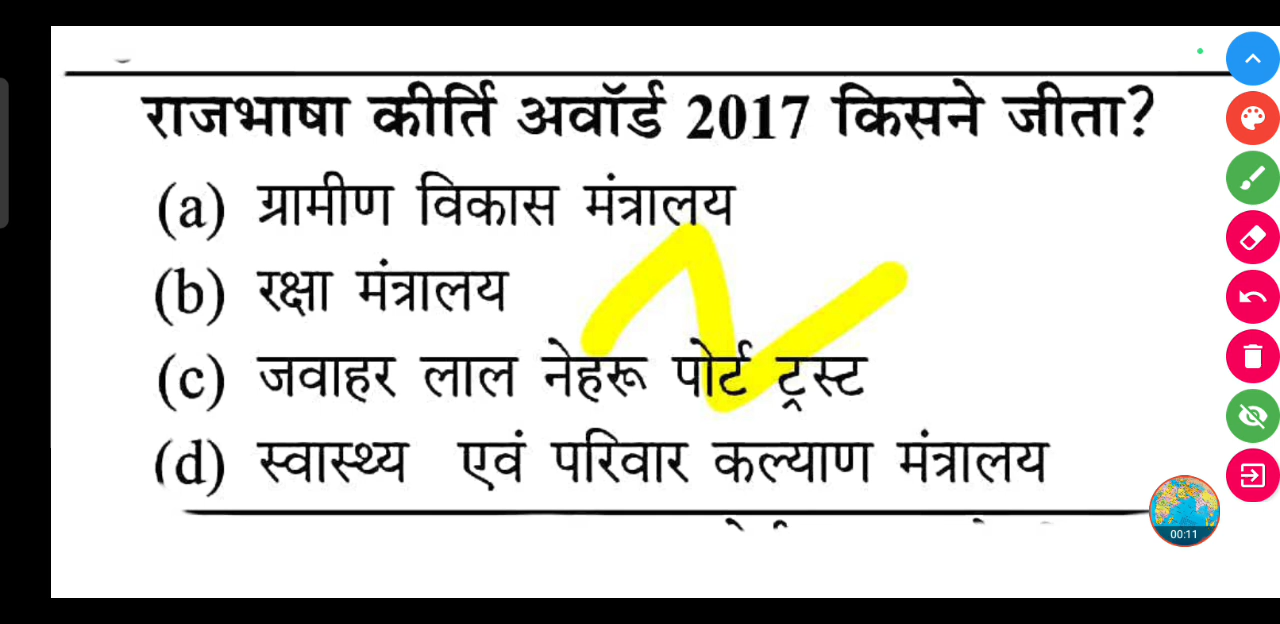 राजभाषा कीर्ति अवॉर्ड 2017 किसने जीता?
(a) ग्रामीण विकास मंत्रालय
(b) रक्षा मंत्रालय
(c) जवाहर लाल नेहरू पोर्ट ट्रस्ट
(d) स्वास्थ्य एवं परिवार कल्याण मंत्रालय
00:11